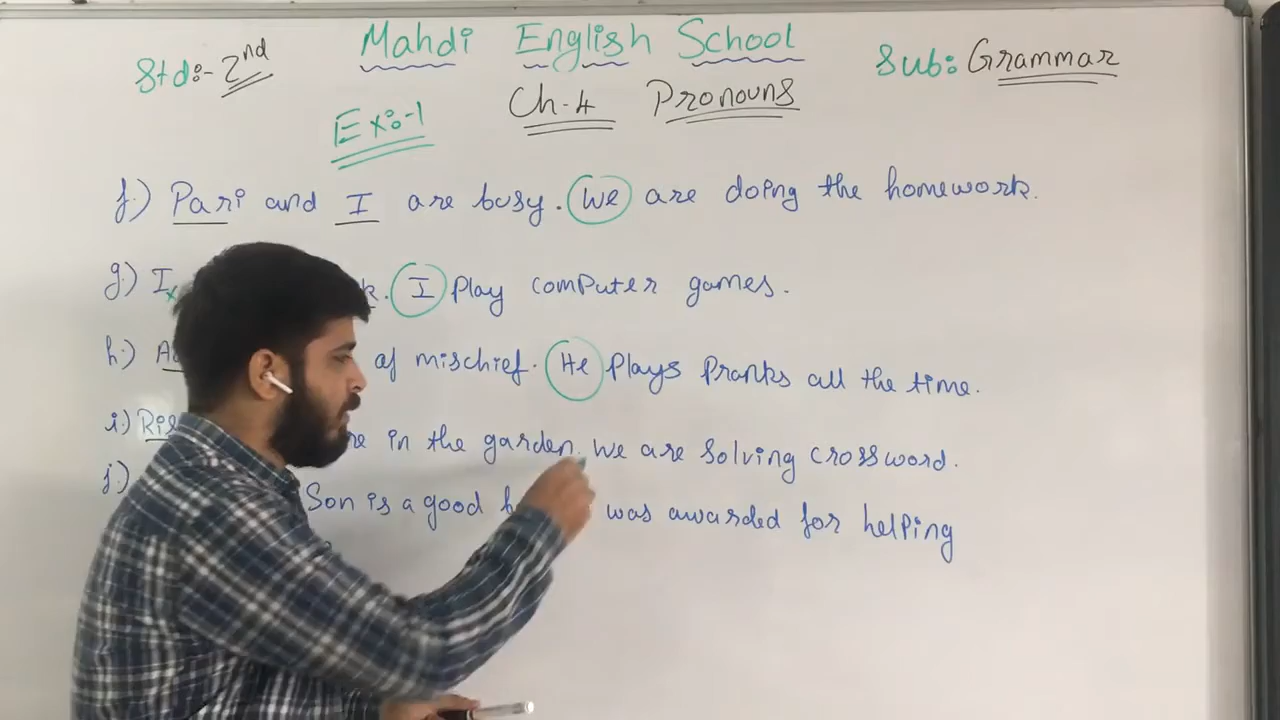 Std:- 2nd Mahdi English School Sub: Grammar
Ex:-1 Ch-4 Pronouns
f.) Pari and I are busy. We are doing the homework.
g.) I I play computer games.
h.) of mischief. He plays pranks all the time.
i.) in the garden. We are solving crossword.
j.) Son is a good was awarded for helping